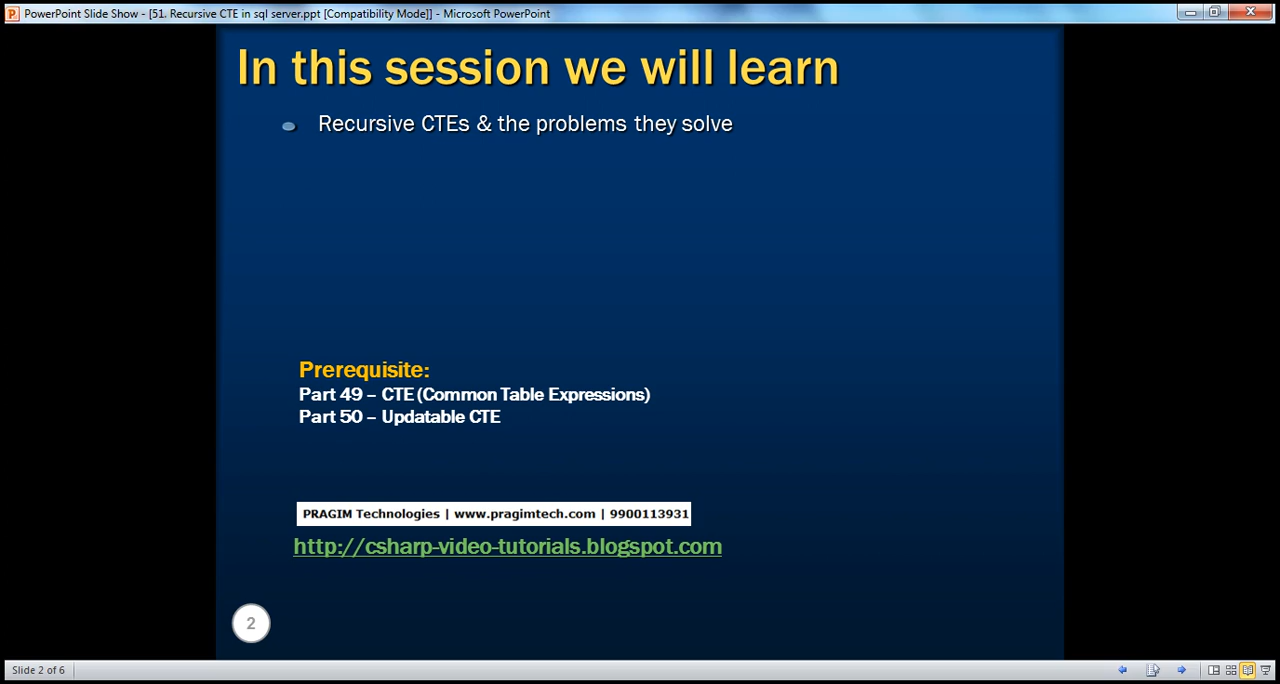 PowerPoint Slide Show - [51. Recursive CTE in sql server.ppt [Compatibility Mode]] - Microsoft PowerPoint
In this session we will learn
Recursive CTEs & the problems they solve
Prerequisite:
Part 49 – CTE (Common Table Expressions)
Part 50 – Updatable CTE
PRAGIM Technologies | www.pragimtech.com | 9900113931
http://csharp-video-tutorials.blogspot.com
2
Slide 2 of 6